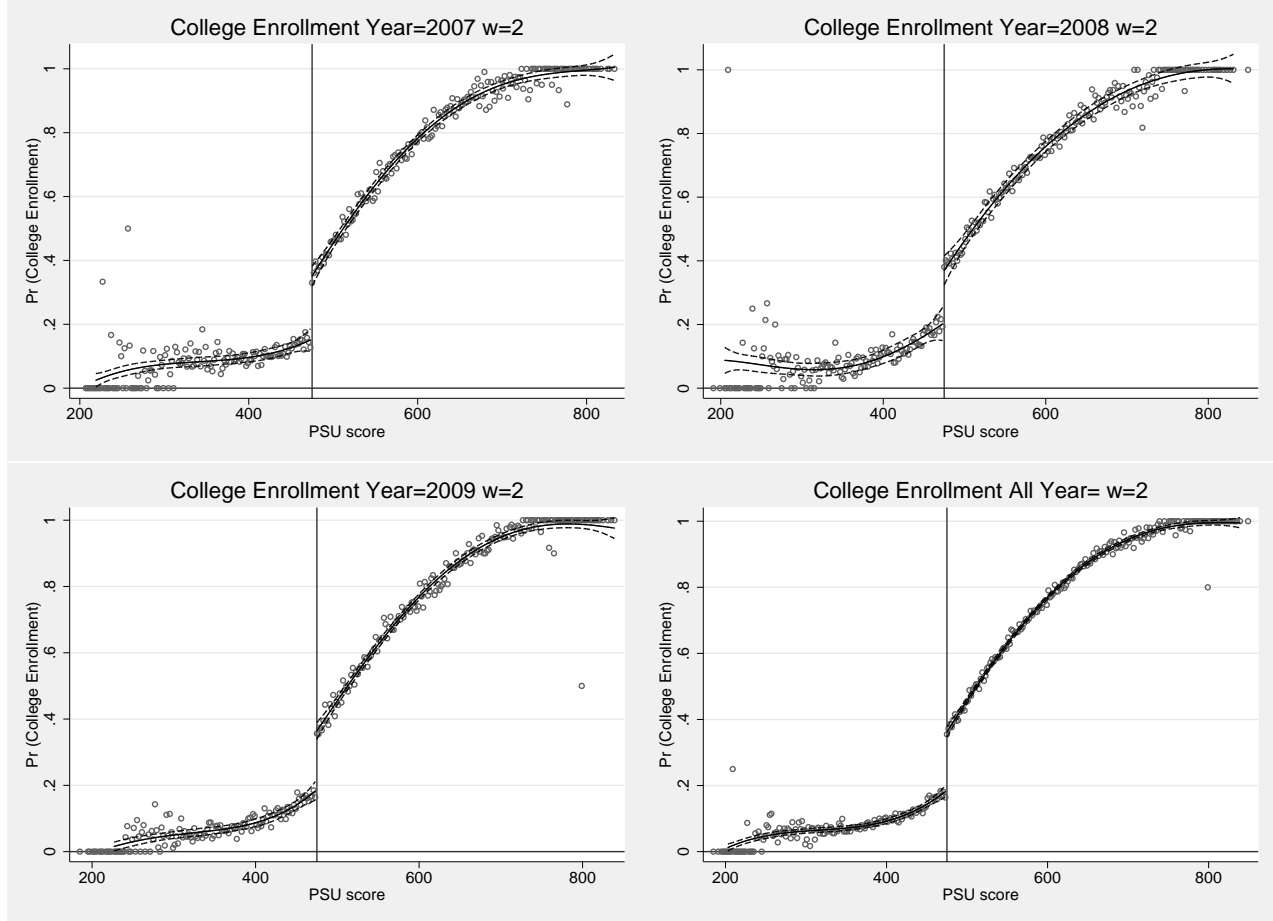 College Enrollment Year=2007 w=2
Pr (College Enrollment)
1
.8
.6
.4
.2
0
200 400 600 800
PSU score
College Enrollment Year=2008 w=2
Pr (College Enrollment)
1
.8
.6
.4
.2
0
200 400 600 800
PSU score
College Enrollment Year=2009 w=2
Pr (College Enrollment)
1
.8
.6
.4
.2
0
200 400 600 800
PSU score
College Enrollment All Year= w=2
Pr (College Enrollment)
1
.8
.6
.4
.2
0
200 400 600 800
PSU score